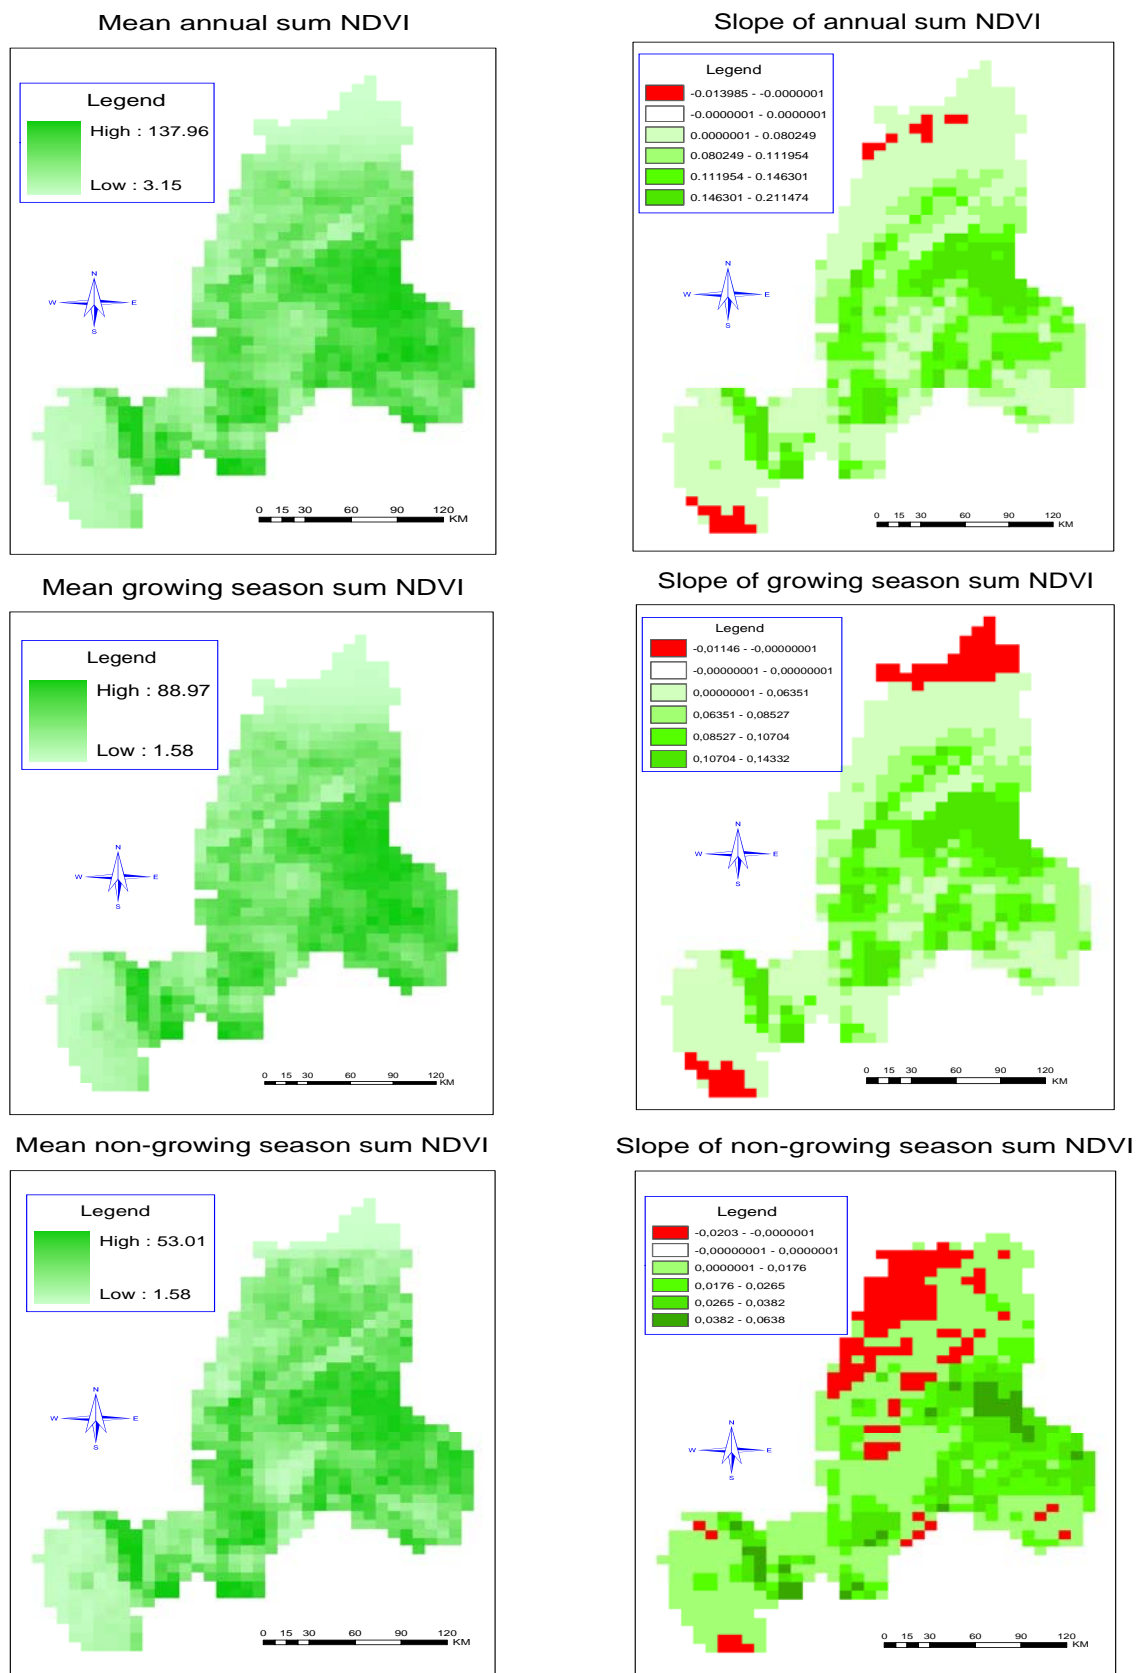 Mean annual sum NDVI
Legend
High : 137.96
Low : 3.15
N
W E
S
0 15 30 60 90 120
KM
Slope of annual sum NDVI
Legend
-0.013985 - -0.0000001
-0.0000001 - 0.0000001
0.0000001 - 0.080249
0.080249 - 0.111954
0.111954 - 0.146301
0.146301 - 0.211474
N
W E
S
0 15 30 60 90 120
KM
Mean growing season sum NDVI
Legend
High : 88.97
Low : 1.58
N
W E
S
0 15 30 60 90 120
KM
Slope of growing season sum NDVI
Legend
-0,01146 - -0,00000001
-0,00000001 - 0,00000001
0,00000001 - 0,06351
0,06351 - 0,08527
0,08527 - 0,10704
0,10704 - 0,14332
N
W E
S
0 15 30 60 90 120
KM
Mean non-growing season sum NDVI
Legend
High : 53.01
Low : 1.58
N
W E
S
0 15 30 60 90 120
KM
Slope of non-growing season sum NDVI
Legend
-0,0203 - -0,0000001
-0,00000001 - 0,0000001
0,0000001 - 0,0176
0,0176 - 0,0265
0,0265 - 0,0382
0,0382 - 0,0638
N
W E
S
0 15 30 60 90 120
KM